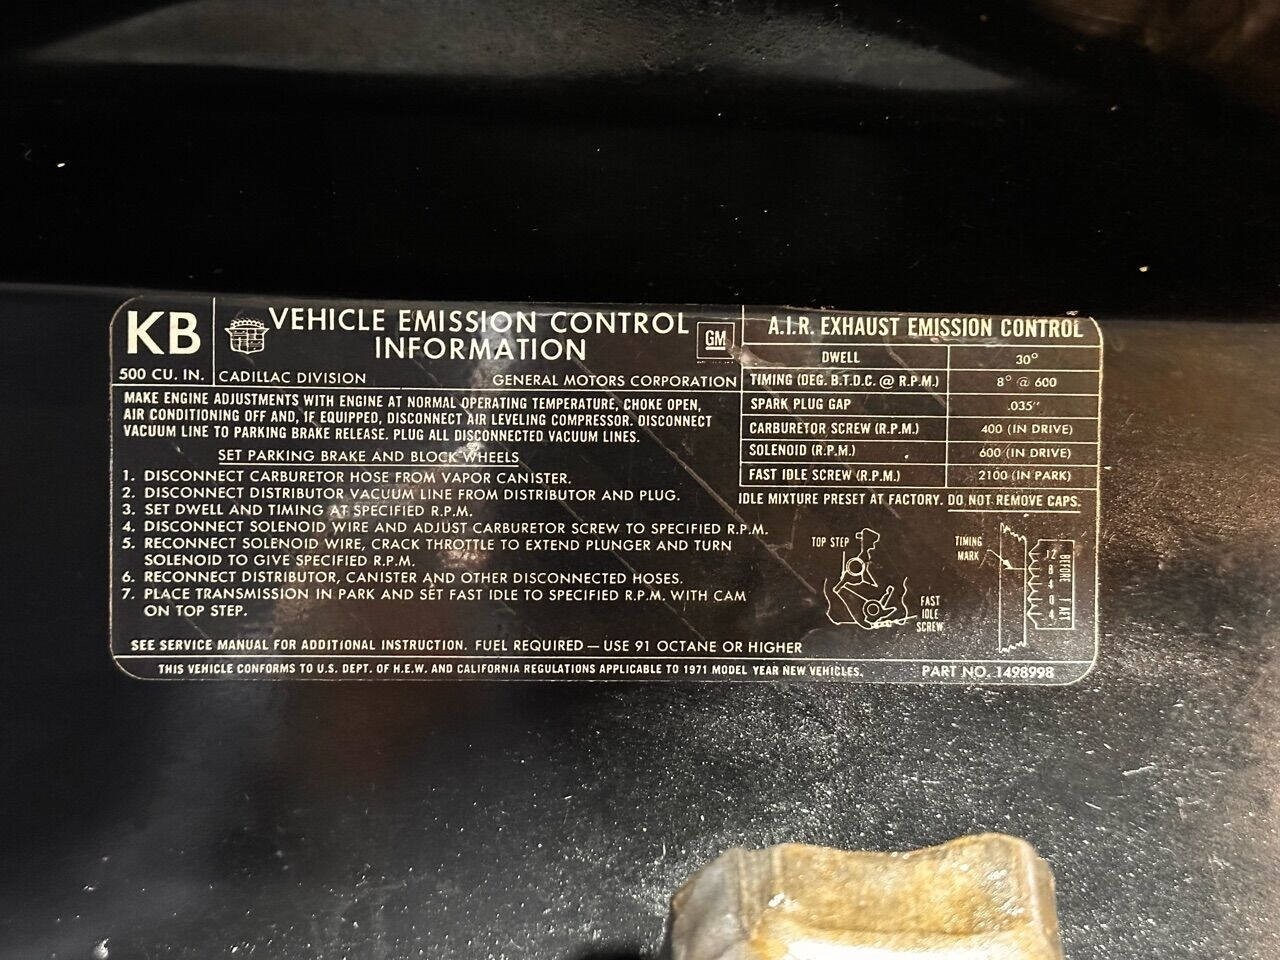 KB
500 CU. IN.
VEHICLE EMISSION CONTROL
INFORMATION
GM
CADILLAC DIVISION
GENERAL MOTORS CORPORATION
MAKE ENGINE ADJUSTMENTS WITH ENGINE AT NORMAL OPERATING TEMPERATURE, CHOKE OPEN,
AIR CONDITIONING OFF AND, IF EQUIPPED, DISCONNECT AIR LEVELING COMPRESSOR. DISCONNECT
VACUUM LINE TO PARKING BRAKE RELEASE. PLUG ALL DISCONNECTED VACUUM LINES.
SET PARKING BRAKE AND BLOCK WHEELS
1. DISCONNECT CARBURETOR HOSE FROM VAPOR CANISTER.
2. DISCONNECT DISTRIBUTOR VACUUM LINE FROM DISTRIBUTOR AND PLUG.
3. SET DWELL AND TIMING AT SPECIFIED R.P.M.
4. DISCONNECT SOLENOID WIRE AND ADJUST CARBURETOR SCREW TO SPECIFIED R.P.M.
5. RECONNECT SOLENOID WIRE, CRACK THROTTLE TO EXTEND PLUNGER AND TURN
SOLENOID TO GIVE SPECIFIED R.P.M.
6. RECONNECT DISTRIBUTOR, CANISTER AND OTHER DISCONNECTED HOSES.
7. PLACE TRANSMISSION IN PARK AND SET FAST IDLE TO SPECIFIED R.P.M. WITH CAM
ON TOP STEP.
SEE SERVICE MANUAL FOR ADDITIONAL INSTRUCTION. FUEL REQUIRED — USE 91 OCTANE OR HIGHER
A.I.R. EXHAUST EMISSION CONTROL
DWELL 30°
TIMING (DEG. B.T.D.C. @ R.P.M.) 8° @ 600
SPARK PLUG GAP .035"
CARBURETOR SCREW (R.P.M.) 400 (IN DRIVE)
SOLENOID (R.P.M.) 600 (IN DRIVE)
FAST IDLE SCREW (R.P.M.) 2100 (IN PARK)
IDLE MIXTURE PRESET AT FACTORY. DO NOT REMOVE CAPS.
TOP STEP
FAST
IDLE
SCREW
TIMING
MARK
12
8
4
0
4
BEFORE
AFT
THIS VEHICLE CONFORMS TO U.S. DEPT. OF H.E.W. AND CALIFORNIA REGULATIONS APPLICABLE TO 1971 MODEL YEAR NEW VEHICLES.
PART NO. 1498998